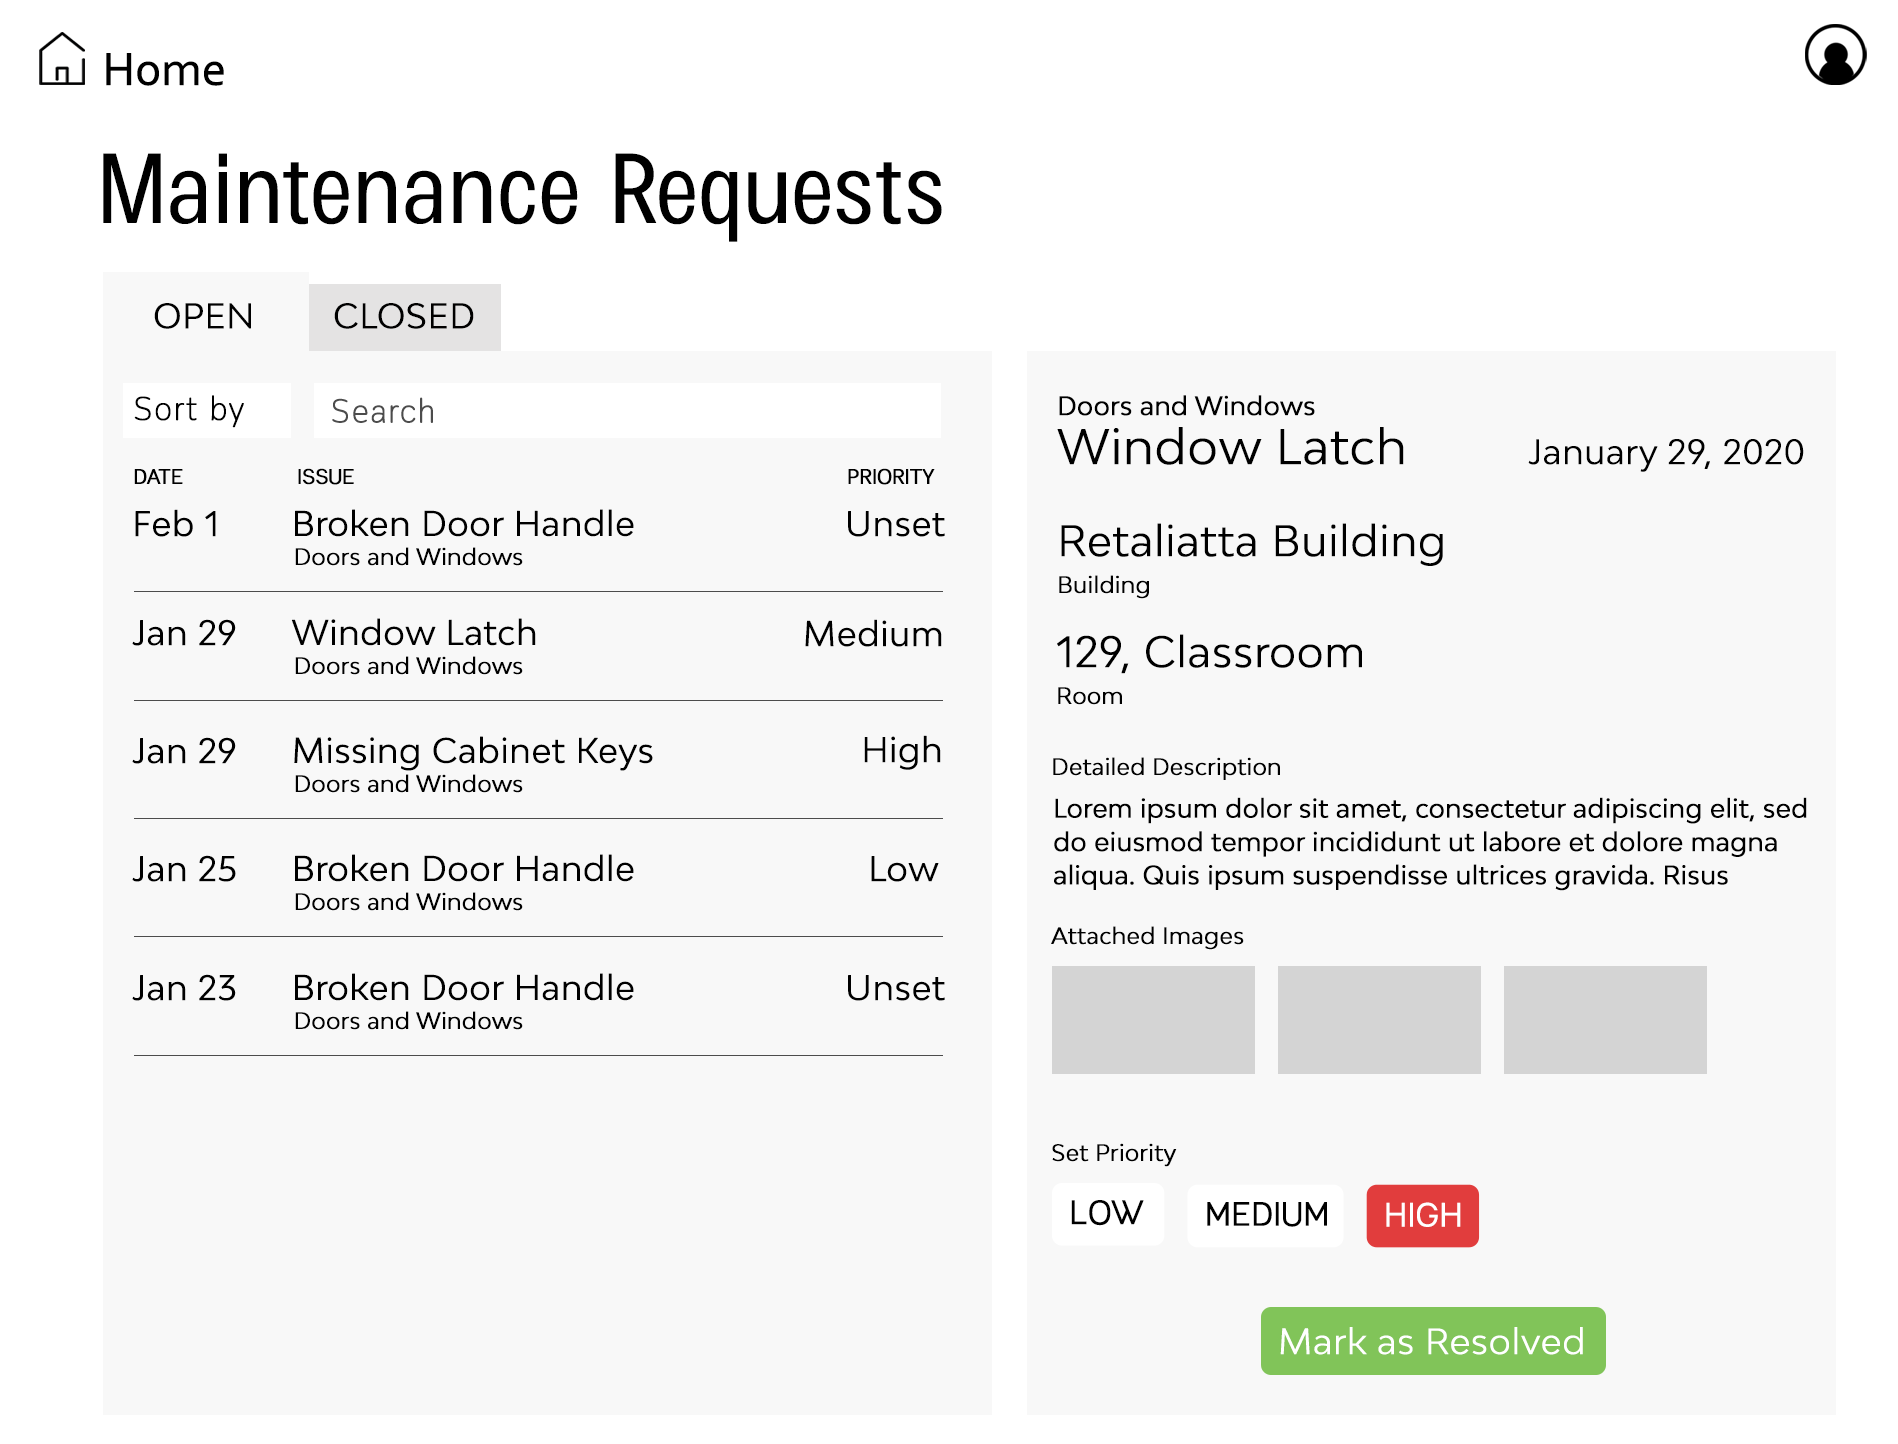 Home
Maintenance Requests
OPEN
CLOSED
Sort by
Search
DATE ISSUE PRIORITY
Feb 1 Broken Door Handle Unset
Doors and Windows
Jan 29 Window Latch Medium
Doors and Windows
Jan 29 Missing Cabinet Keys High
Doors and Windows
Jan 25 Broken Door Handle Low
Doors and Windows
Jan 23 Broken Door Handle Unset
Doors and Windows
Doors and Windows
Window Latch January 29, 2020
Retaliatta Building
Building
129, Classroom
Room
Detailed Description
Lorem ipsum dolor sit amet, consectetur adipiscing elit, sed
do eiusmod tempor incididunt ut labore et dolore magna
aliqua. Quis ipsum suspendisse ultrices gravida. Risus
Attached Images
Set Priority
LOW MEDIUM HIGH
Mark as Resolved